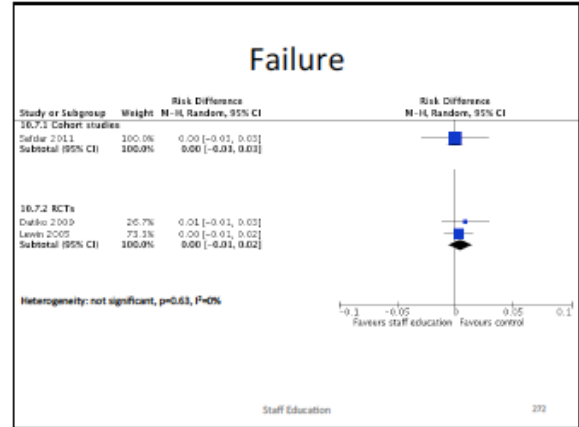 Failure
Risk Difference
Study or Subgroup Weight M-H, Random, 95% CI
10.7.1 Cohort studies
Safdar 2011 100.0% 0.00 [-0.03, 0.03]
Subtotal (95% CI) 100.0% 0.00 [-0.03, 0.03]
10.7.2 RCTs
Datiko 2009 26.7% 0.01 [-0.01, 0.03]
Lewin 2005 73.3% 0.00 [-0.01, 0.02]
Subtotal (95% CI) 100.0% 0.00 [-0.01, 0.02]
Heterogeneity: not significant, p=0.63, I²=0%
Risk Difference
M-H, Random, 95% CI
-0.1 -0.05 0 0.05 0.1
Favours staff education Favours control
Staff Education
272